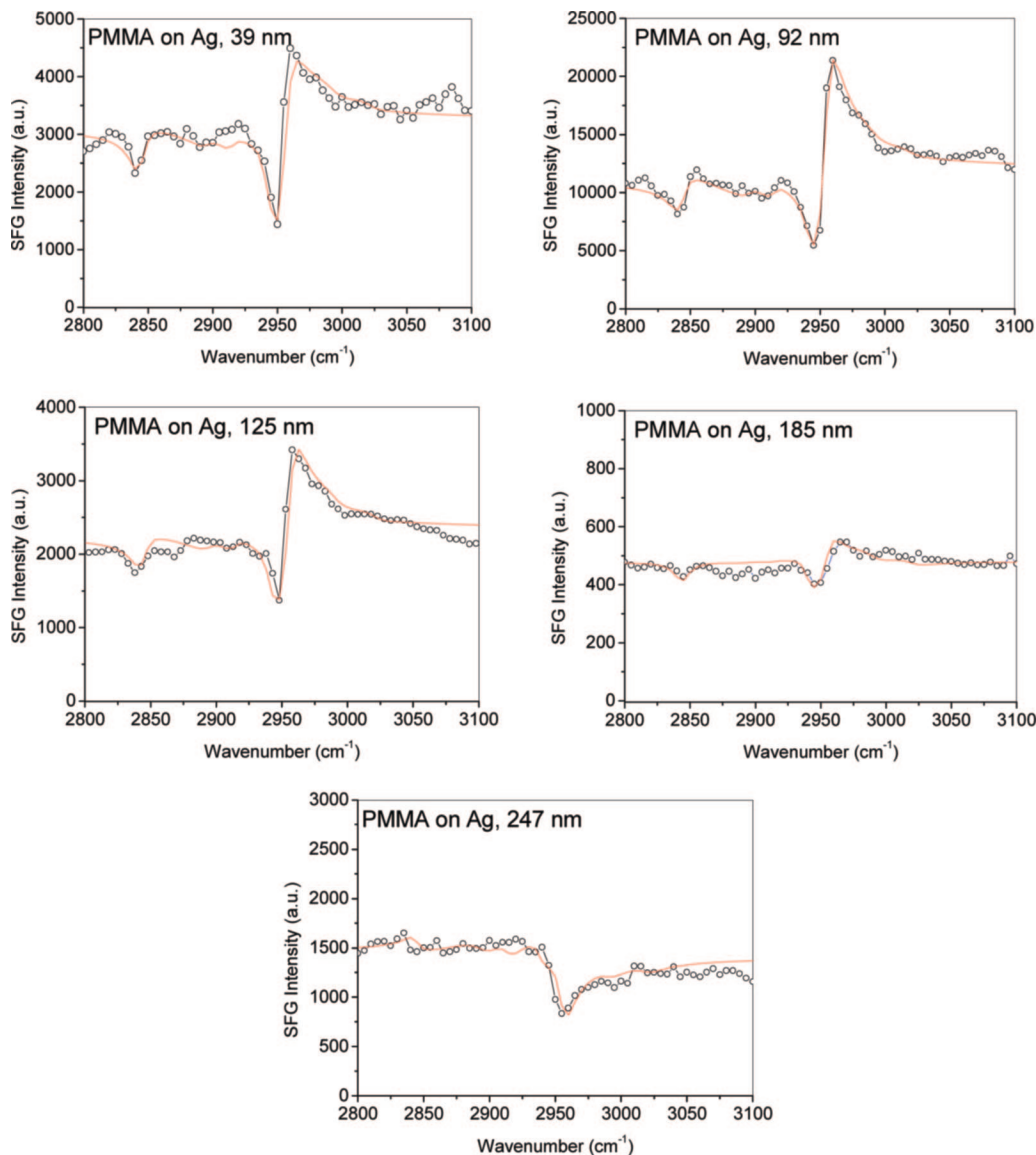 PMMA on Ag, 39 nm
SFG Intensity (a.u.)
5000
4000
3000
2000
1000
0
2800 2850 2900 2950 3000 3050 3100
Wavenumber (cm⁻¹)
PMMA on Ag, 92 nm
SFG Intensity (a.u.)
25000
20000
15000
10000
5000
0
2800 2850 2900 2950 3000 3050 3100
Wavenumber (cm⁻¹)
PMMA on Ag, 125 nm
SFG Intensity (a.u.)
4000
3000
2000
1000
0
2800 2850 2900 2950 3000 3050 3100
Wavenumber (cm⁻¹)
PMMA on Ag, 185 nm
SFG Intensity (a.u.)
1000
800
600
400
200
0
2800 2850 2900 2950 3000 3050 3100
Wavenumber (cm⁻¹)
PMMA on Ag, 247 nm
SFG Intensity (a.u.)
3000
2500
2000
1500
1000
500
0
2800 2850 2900 2950 3000 3050 3100
Wavenumber (cm⁻¹)